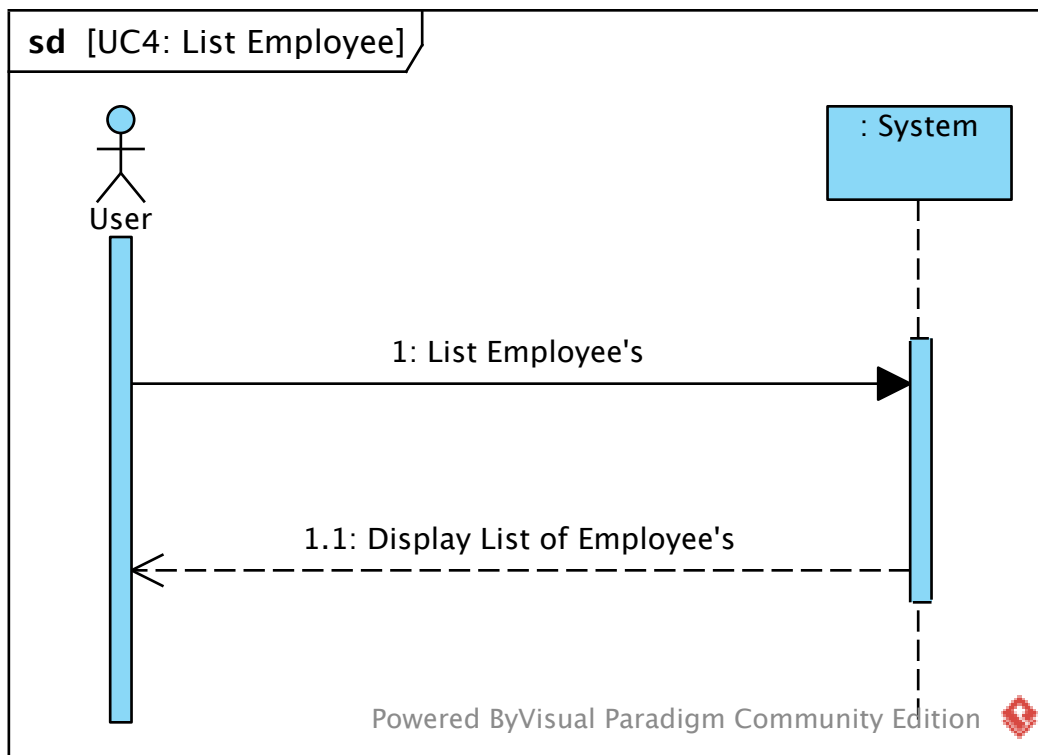 sd [UC4: List Employee]
: System
User
1: List Employee's
1.1: Display List of Employee's
Powered ByVisual Paradigm Community Edition